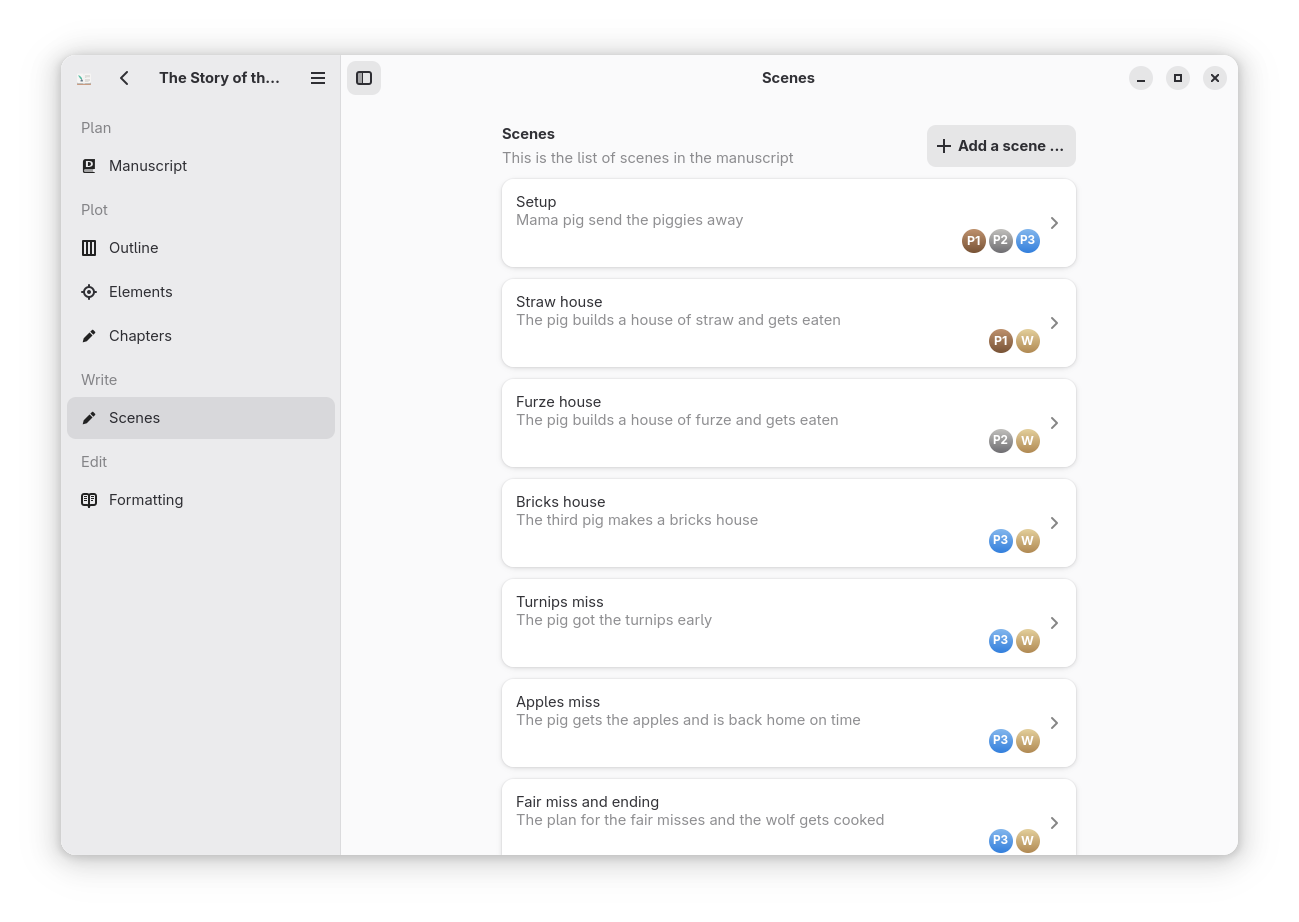 The Story of th...
Plan
Manuscript
Plot
Outline
Elements
Chapters
Write
Scenes
Edit
Formatting
Scenes
Scenes
This is the list of scenes in the manuscript
Add a scene ...
Setup
Mama pig send the piggies away
P1 P2 P3
Straw house
The pig builds a house of straw and gets eaten
P1 W
Furze house
The pig builds a house of furze and gets eaten
P2 W
Bricks house
The third pig makes a bricks house
P3 W
Turnips miss
The pig got the turnips early
P3 W
Apples miss
The pig gets the apples and is back home on time
P3 W
Fair miss and ending
The plan for the fair misses and the wolf gets cooked
P3 W